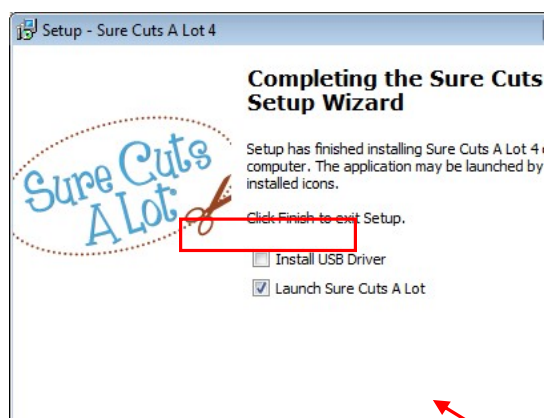 Setup - Sure Cuts A Lot 4
Completing the Sure Cuts
Setup Wizard
Sure Cuts
A Lot
Setup has finished installing Sure Cuts A Lot 4
computer. The application may be launched by
installed icons.
Click Finish to exit Setup.
Install USB Driver
Launch Sure Cuts A Lot